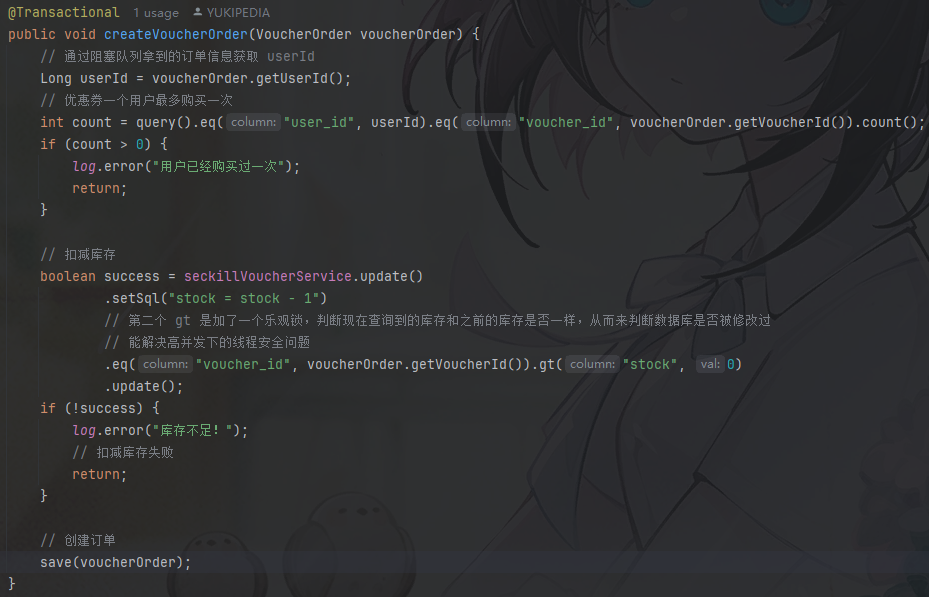 @Transactional 1 usage YUKIPEDIA
public void createVoucherOrder(VoucherOrder voucherOrder) {
// 通过阻塞队列拿到的订单信息获取 userId
Long userId = voucherOrder.getUserId();
// 优惠券一个用户最多购买一次
int count = query().eq( column: "user_id", userId).eq( column: "voucher_id", voucherOrder.getVoucherId()).count();
if (count > 0) {
log.error("用户已经购买过一次");
return;
}
// 扣减库存
boolean success = seckillVoucherService.update()
.setSql("stock = stock - 1")
// 第二个 gt 是加了一个乐观锁，判断现在查询到的库存和之前的库存是否一样，从而来判断数据库是否被修改过
// 能解决高并发下的线程安全问题
.eq( column: "voucher_id", voucherOrder.getVoucherId()).gt( column: "stock", val: 0)
.update();
if (!success) {
log.error("库存不足！");
// 扣减库存失败
return;
}
// 创建订单
save(voucherOrder);
}